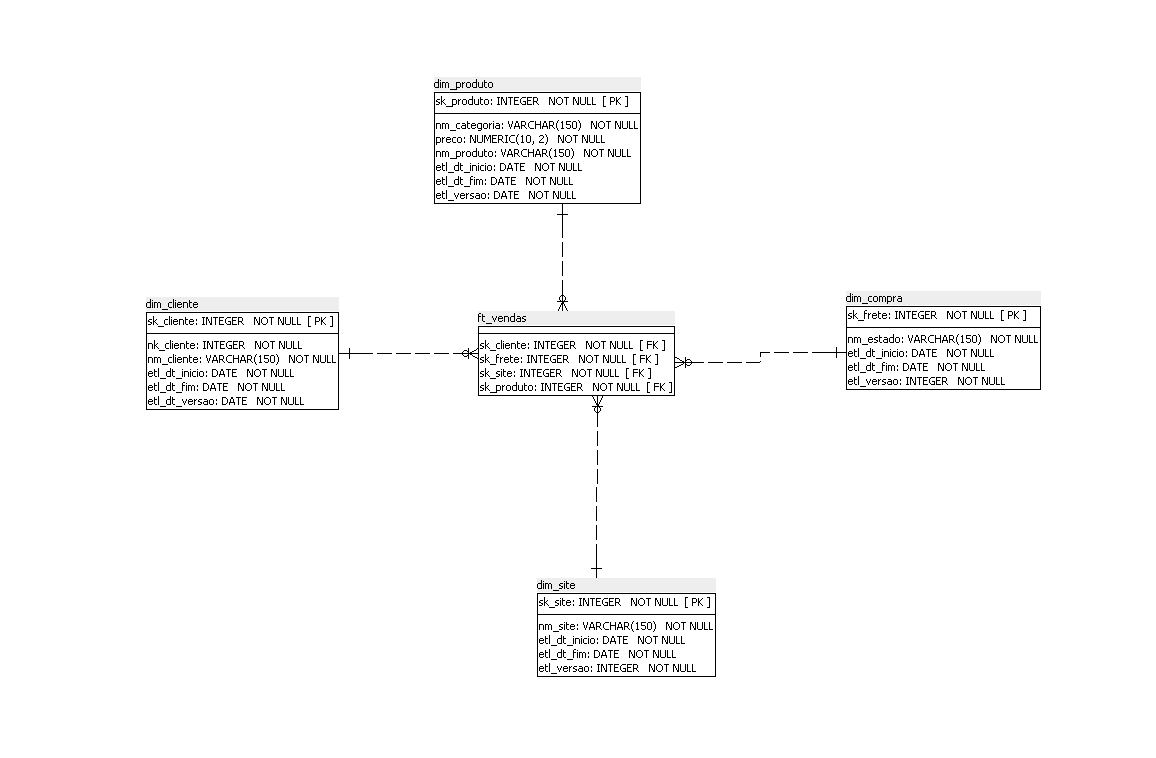 dim_produto
sk_produto: INTEGER NOT NULL [ PK ]
nm_categoria: VARCHAR(150) NOT NULL
preco: NUMERIC(10, 2) NOT NULL
nm_produto: VARCHAR(150) NOT NULL
etl_dt_inicio: DATE NOT NULL
etl_dt_fim: DATE NOT NULL
etl_versao: DATE NOT NULL
dim_cliente
sk_cliente: INTEGER NOT NULL [ PK ]
nk_cliente: INTEGER NOT NULL
nm_cliente: VARCHAR(150) NOT NULL
etl_dt_inicio: DATE NOT NULL
etl_dt_fim: DATE NOT NULL
etl_dt_versao: DATE NOT NULL
ft_vendas
sk_cliente: INTEGER NOT NULL [ FK ]
sk_frete: INTEGER NOT NULL [ FK ]
sk_site: INTEGER NOT NULL [ FK ]
sk_produto: INTEGER NOT NULL [ FK ]
dim_compra
sk_frete: INTEGER NOT NULL [ PK ]
nm_estado: VARCHAR(150) NOT NULL
etl_dt_inicio: DATE NOT NULL
etl_dt_fim: DATE NOT NULL
etl_versao: INTEGER NOT NULL
dim_site
sk_site: INTEGER NOT NULL [ PK ]
nm_site: VARCHAR(150) NOT NULL
etl_dt_inicio: DATE NOT NULL
etl_dt_fim: DATE NOT NULL
etl_versao: INTEGER NOT NULL